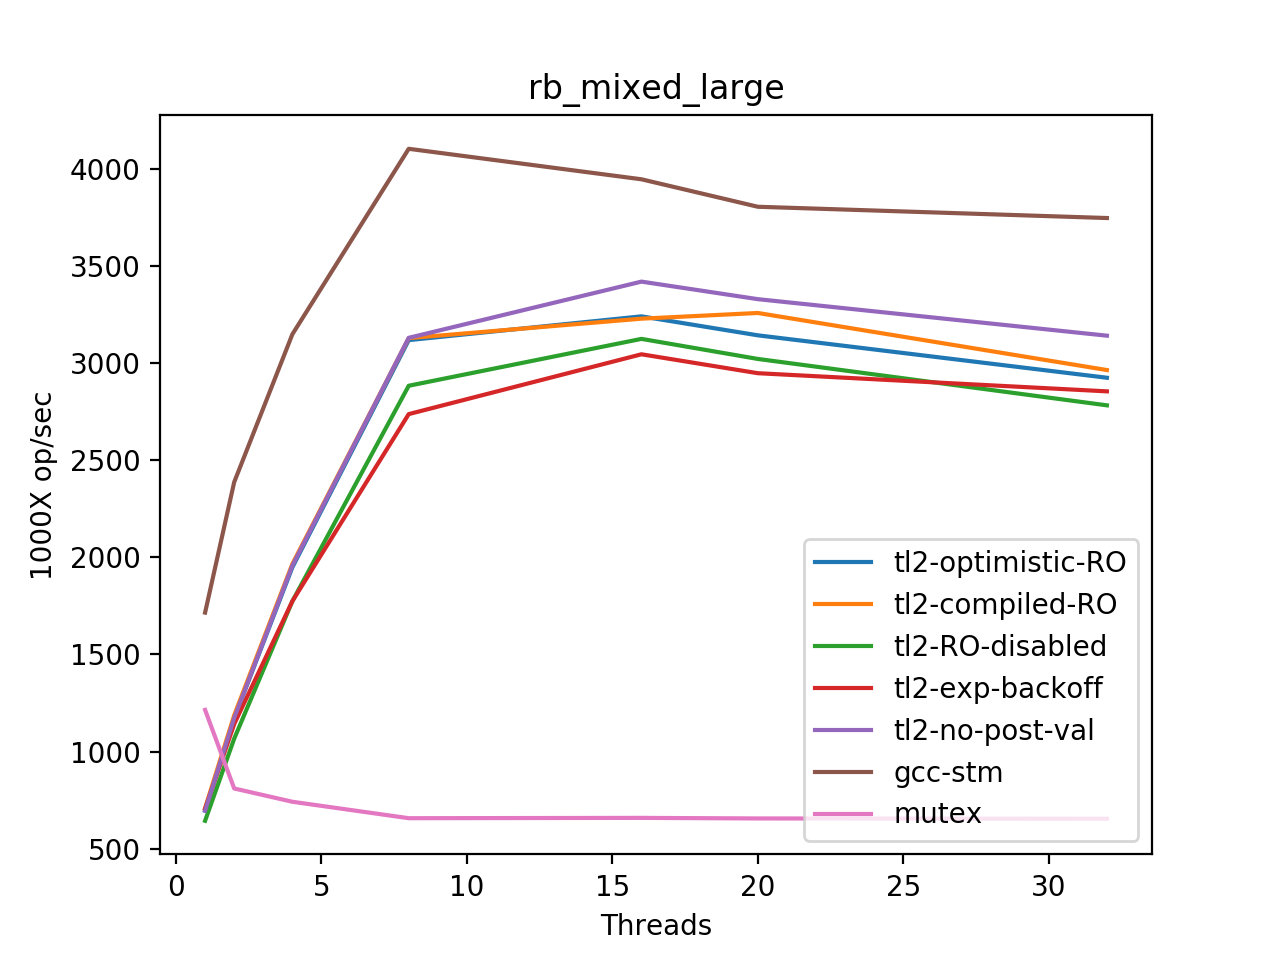 rb_mixed_large
1000X op/sec
4000
3500
3000
2500
2000
1500
1000
500
tl2-optimistic-RO
tl2-compiled-RO
tl2-RO-disabled
tl2-exp-backoff
tl2-no-post-val
gcc-stm
mutex
0 5 10 15 20 25 30
Threads